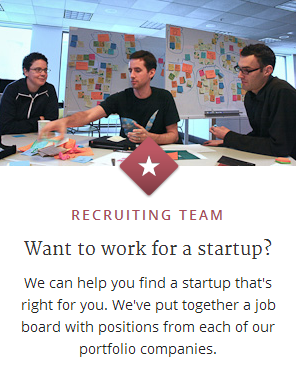 RECRUITING TEAM
Want to work for a startup?
We can help you find a startup that's
right for you. We've put together a job
board with positions from each of our
portfolio companies.